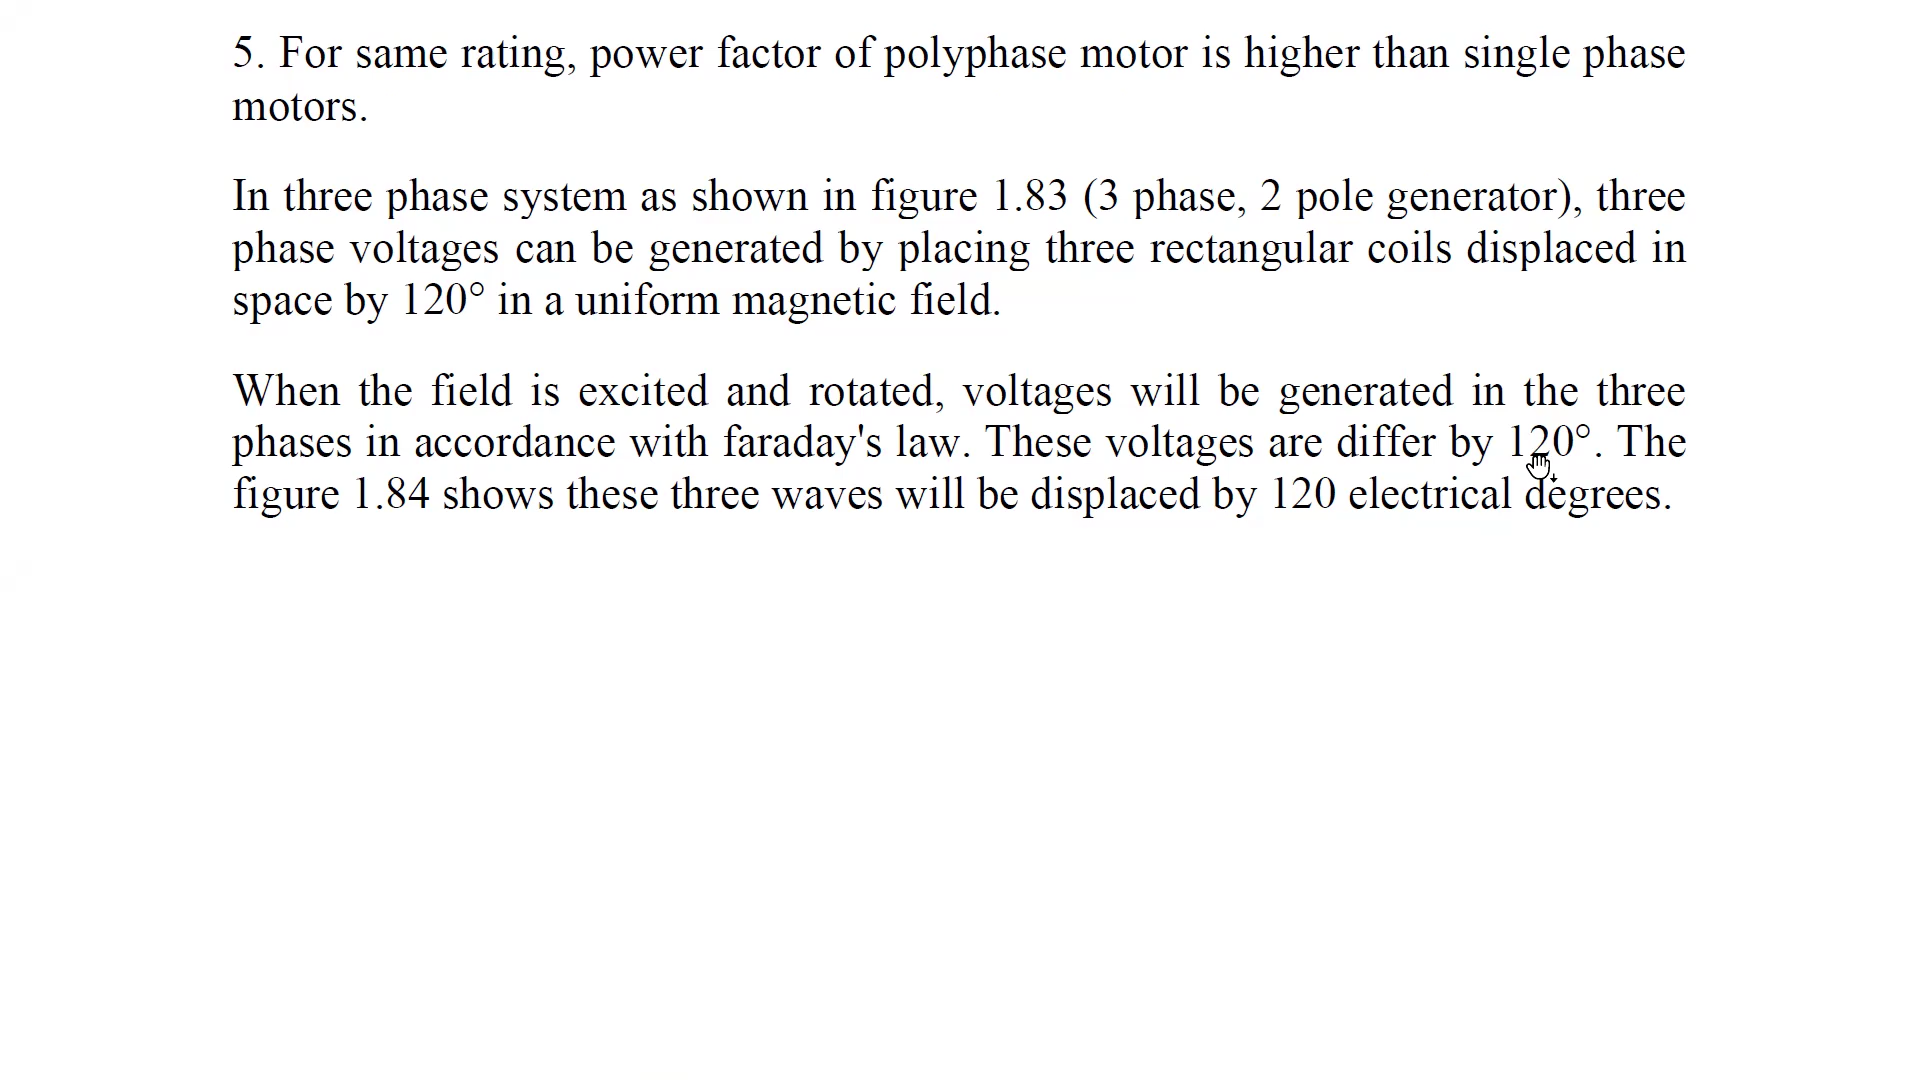 5. For same rating, power factor of polyphase motor is higher than single phase
motors.
In three phase system as shown in figure 1.83 (3 phase, 2 pole generator), three
phase voltages can be generated by placing three rectangular coils displaced in
space by 120° in a uniform magnetic field.
When the field is excited and rotated, voltages will be generated in the three
phases in accordance with faraday's law. These voltages are differ by 120°. The
figure 1.84 shows these three waves will be displaced by 120 electrical degrees.